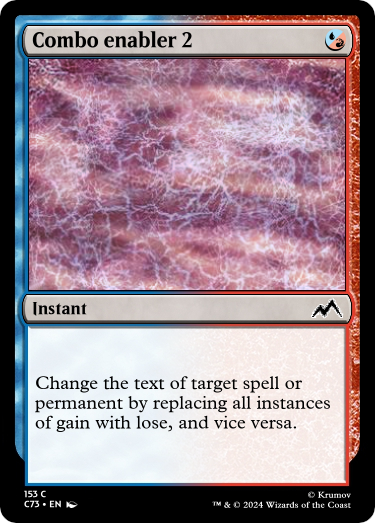 Combo enabler 2
Instant
Change the text of target spell or
permanent by replacing all instances
of gain with lose, and vice versa.
153 C
© Krumov
C73 • EN
™ & © 2024 Wizards of the Coast